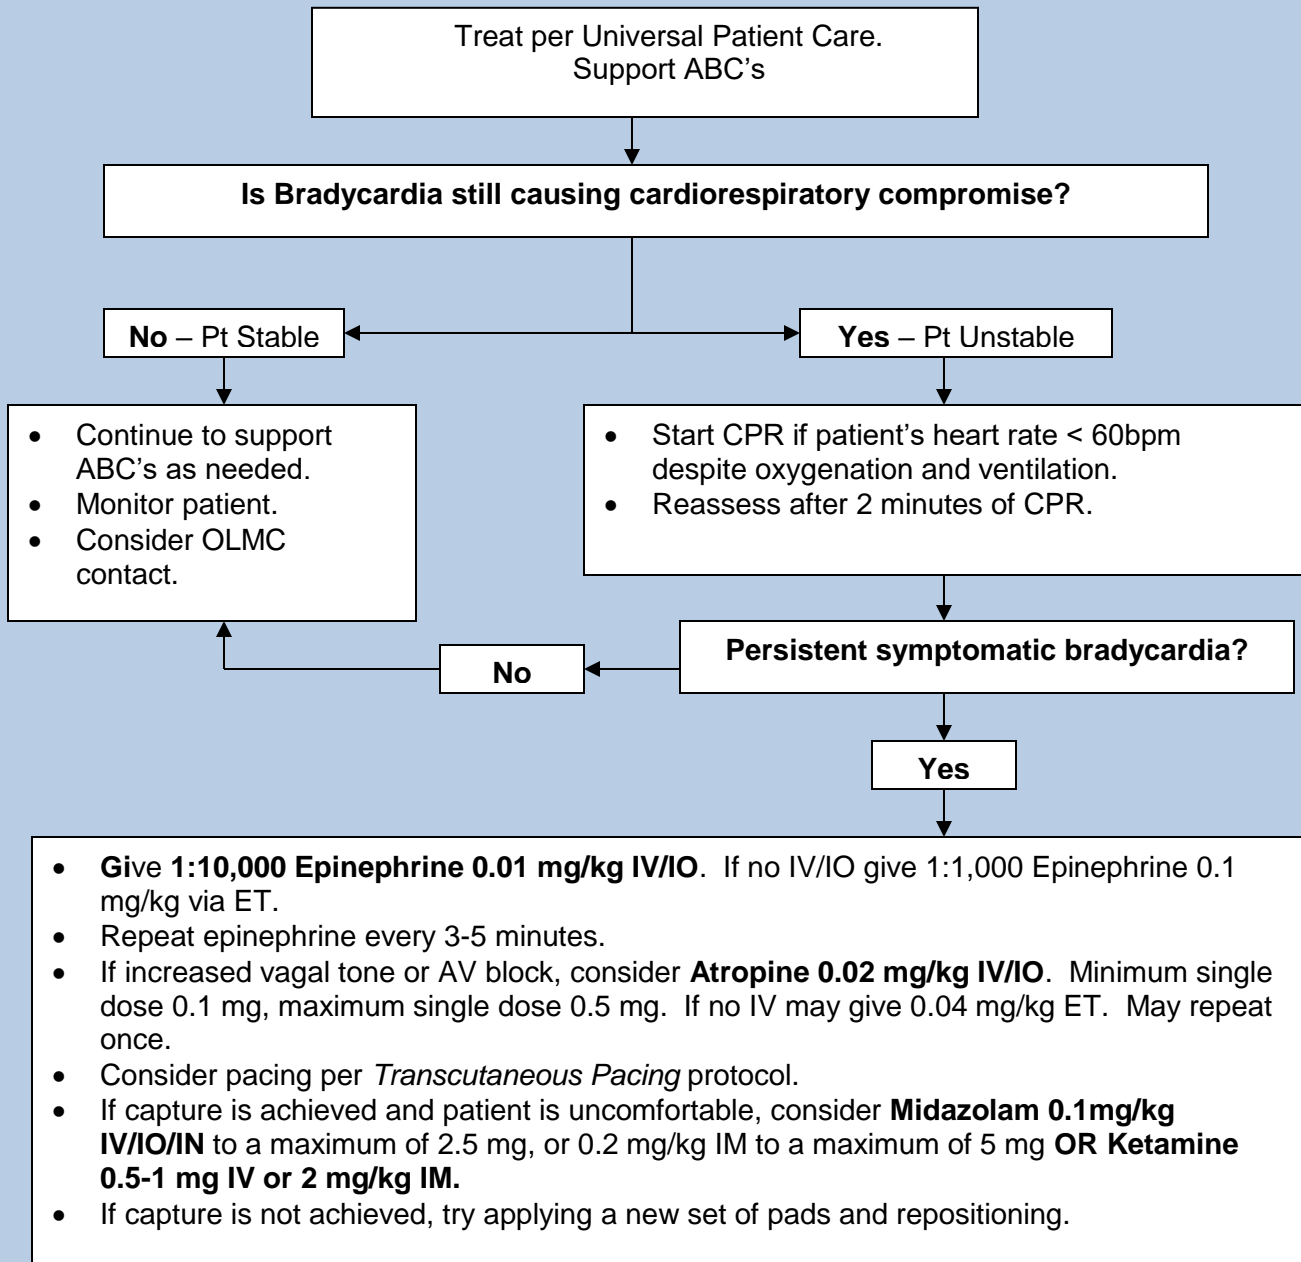 Treat per Universal Patient Care.
Support ABC’s
Is Bradycardia still causing cardiorespiratory compromise?
No – Pt Stable
Yes – Pt Unstable
• Continue to support
ABC’s as needed.
• Monitor patient.
• Consider OLMC
contact.
• Start CPR if patient’s heart rate < 60bpm
despite oxygenation and ventilation.
• Reassess after 2 minutes of CPR.
Persistent symptomatic bradycardia?
No
Yes
• Give 1:10,000 Epinephrine 0.01 mg/kg IV/IO. If no IV/IO give 1:1,000 Epinephrine 0.1
mg/kg via ET.
• Repeat epinephrine every 3-5 minutes.
• If increased vagal tone or AV block, consider Atropine 0.02 mg/kg IV/IO. Minimum single
dose 0.1 mg, maximum single dose 0.5 mg. If no IV may give 0.04 mg/kg ET. May repeat
once.
• Consider pacing per Transcutaneous Pacing protocol.
• If capture is achieved and patient is uncomfortable, consider Midazolam 0.1mg/kg
IV/IO/IN to a maximum of 2.5 mg, or 0.2 mg/kg IM to a maximum of 5 mg OR Ketamine
0.5-1 mg IV or 2 mg/kg IM.
• If capture is not achieved, try applying a new set of pads and repositioning.